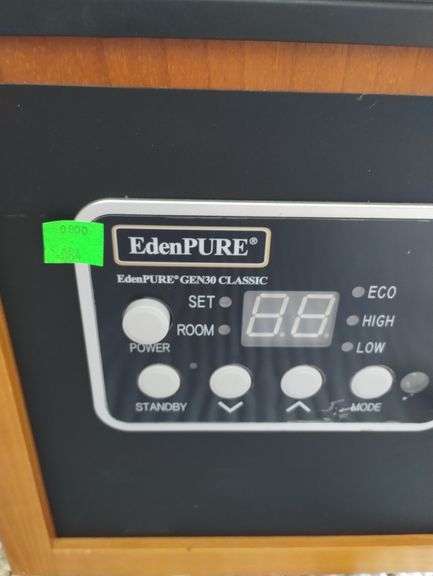 EdenPURE®
EdenPURE® GEN30 CLASSIC
SET
ECO
HIGH
ROOM
LOW
POWER
STANDBY
MODE